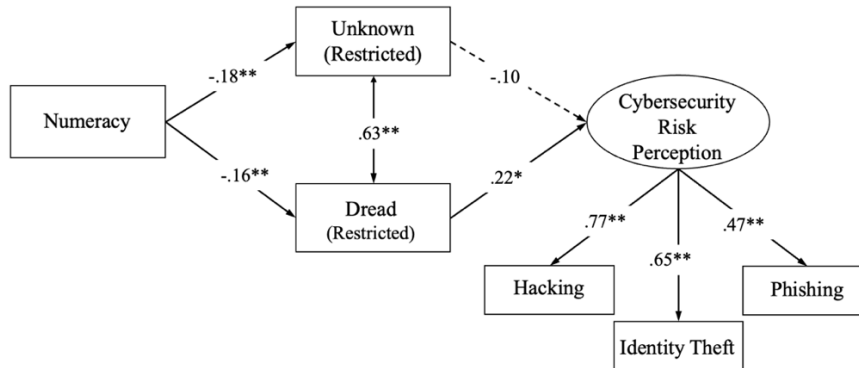 Unknown
(Restricted)
-.18**
-.10
Numeracy
.63**
Cybersecurity
Risk
Perception
-.16**
.22*
Dread
(Restricted)
.77**
.65**
.47**
Hacking
Identity Theft
Phishing